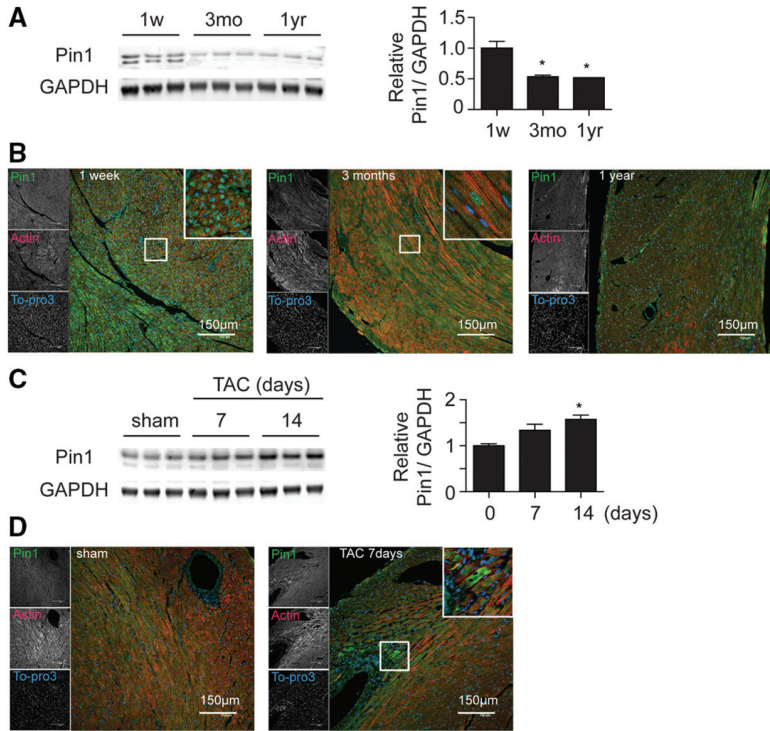 A
1w 3mo 1yr
Pin1
GAPDH
Relative
Pin1/ GAPDH
1.5
1.0
0.5
0
* *
1w 3mo 1yr
B
Pin1
Actin
To-pro3
1 week
150µm
Pin1
Actin
To-pro3
3 months
150µm
Pin1
Actin
To-pro3
1 year
150µm
C
TAC (days)
sham 7 14
Pin1
GAPDH
Relative
Pin1/ GAPDH
2
1
1
0
*
0 7 14 (days)
D
Pin1
Actin
To-pro3
sham
150µm
Pin1
Actin
To-pro3
TAC 7days
150µm